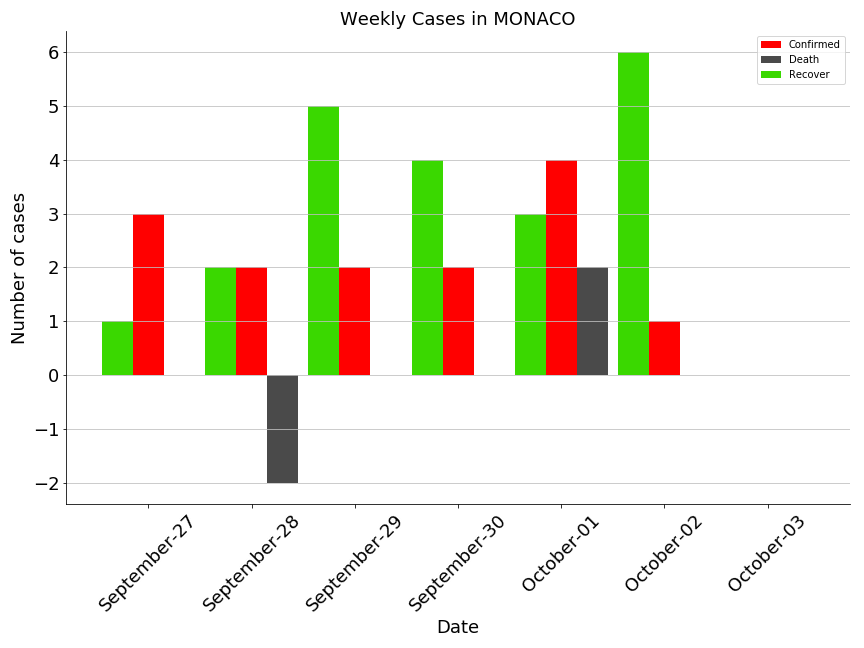 Weekly Cases in MONACO
Confirmed
Death
Recover
Number of cases
6
5
4
3
2
1
0
−1
−2
September-27
September-28
September-29
September-30
October-01
October-02
October-03
Date